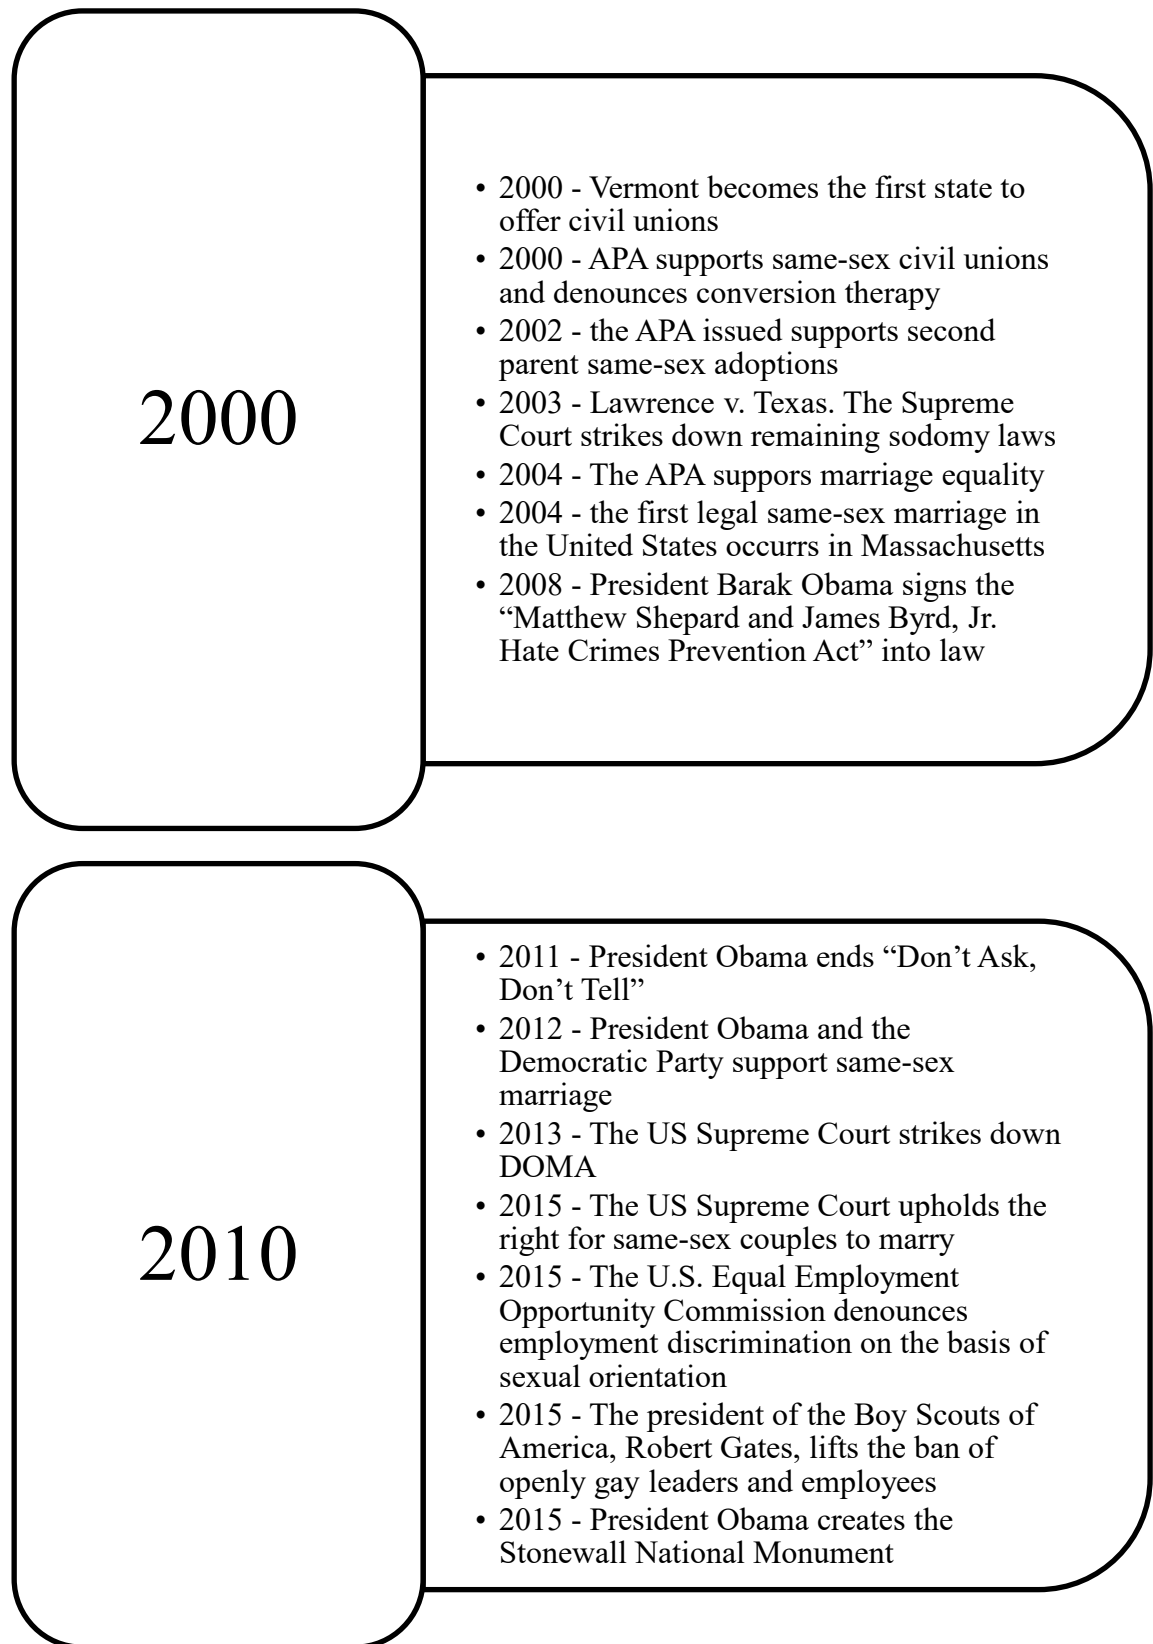 2000
• 2000 - Vermont becomes the first state to
offer civil unions
• 2000 - APA supports same-sex civil unions
and denounces conversion therapy
• 2002 - the APA issued supports second
parent same-sex adoptions
• 2003 - Lawrence v. Texas. The Supreme
Court strikes down remaining sodomy laws
• 2004 - The APA suppors marriage equality
• 2004 - the first legal same-sex marriage in
the United States occurrs in Massachusetts
• 2008 - President Barak Obama signs the
“Matthew Shepard and James Byrd, Jr.
Hate Crimes Prevention Act” into law
2010
• 2011 - President Obama ends “Don’t Ask,
Don’t Tell”
• 2012 - President Obama and the
Democratic Party support same-sex
marriage
• 2013 - The US Supreme Court strikes down
DOMA
• 2015 - The US Supreme Court upholds the
right for same-sex couples to marry
• 2015 - The U.S. Equal Employment
Opportunity Commission denounces
employment discrimination on the basis of
sexual orientation
• 2015 - The president of the Boy Scouts of
America, Robert Gates, lifts the ban of
openly gay leaders and employees
• 2015 - President Obama creates the
Stonewall National Monument